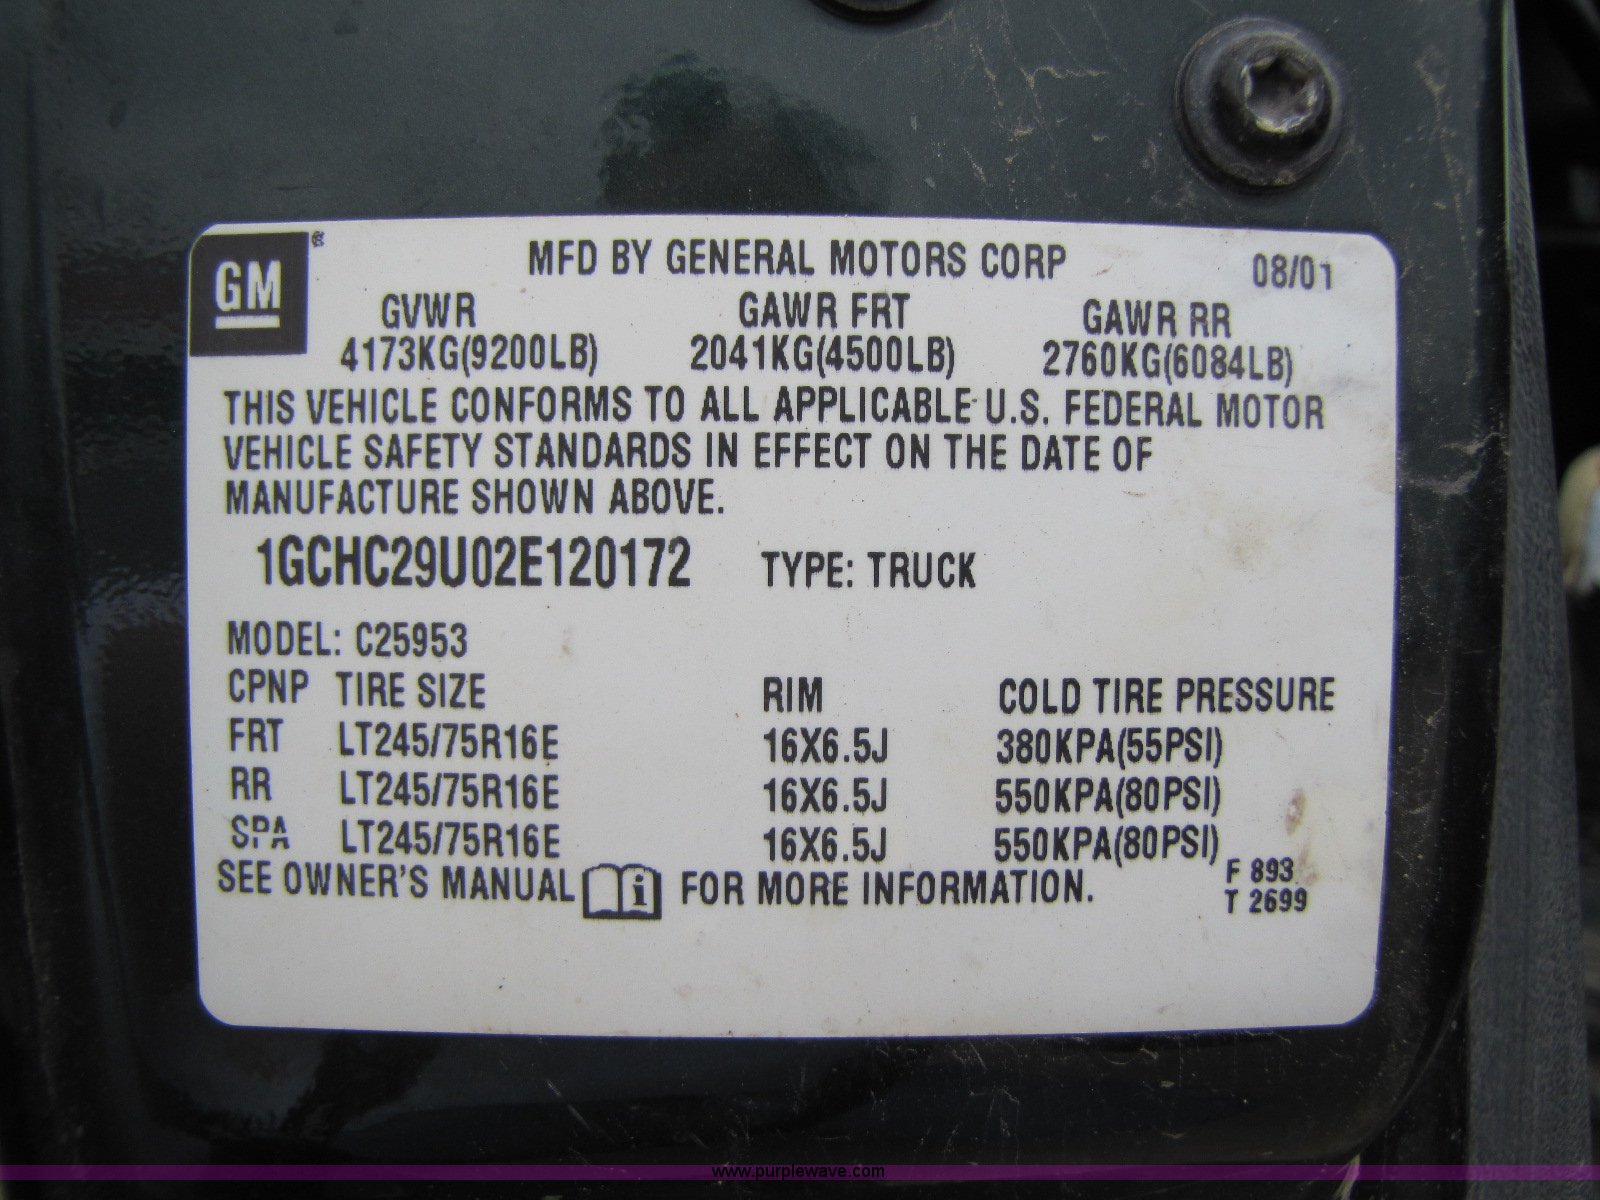 GM ®
MFD BY GENERAL MOTORS CORP 08/01
GVWR GAWR FRT GAWR RR
4173KG(9200LB) 2041KG(4500LB) 2760KG(6084LB)
THIS VEHICLE CONFORMS TO ALL APPLICABLE U.S. FEDERAL MOTOR
VEHICLE SAFETY STANDARDS IN EFFECT ON THE DATE OF
MANUFACTURE SHOWN ABOVE.
1GCHC29U02E120172 TYPE: TRUCK
MODEL: C25953
CPNP TIRE SIZE RIM COLD TIRE PRESSURE
FRT LT245/75R16E 16X6.5J 380KPA(55PSI)
RR LT245/75R16E 16X6.5J 550KPA(80PSI)
SPA LT245/75R16E 16X6.5J 550KPA(80PSI)
SEE OWNER'S MANUAL i FOR MORE INFORMATION.
F 893
T 2699
www.purplewave.com